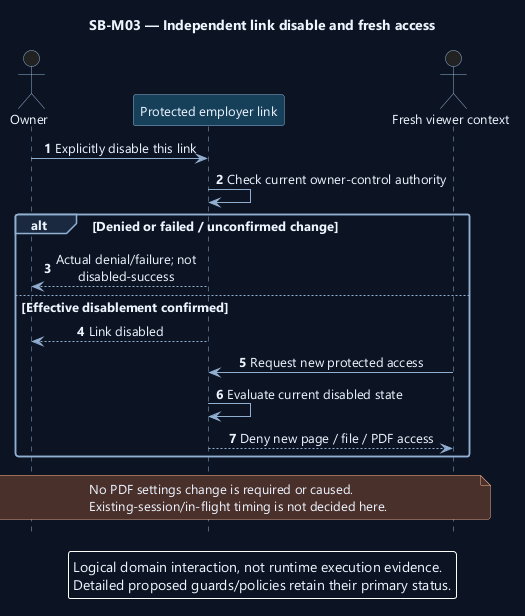 SB-M03 — Independent link disable and fresh access
Owner
Protected employer link
Fresh viewer context
1 Explicitly disable this link
2 Check current owner-control authority
alt [Denied or failed / unconfirmed change]
3 Actual denial/failure; not
disabled-success
[Effective disablement confirmed]
4 Link disabled
5 Request new protected access
6 Evaluate current disabled state
7 Deny new page / file / PDF access
No PDF settings change is required or caused.
Existing-session/in-flight timing is not decided here.
Logical domain interaction, not runtime execution evidence.
Detailed proposed guards/policies retain their primary status.